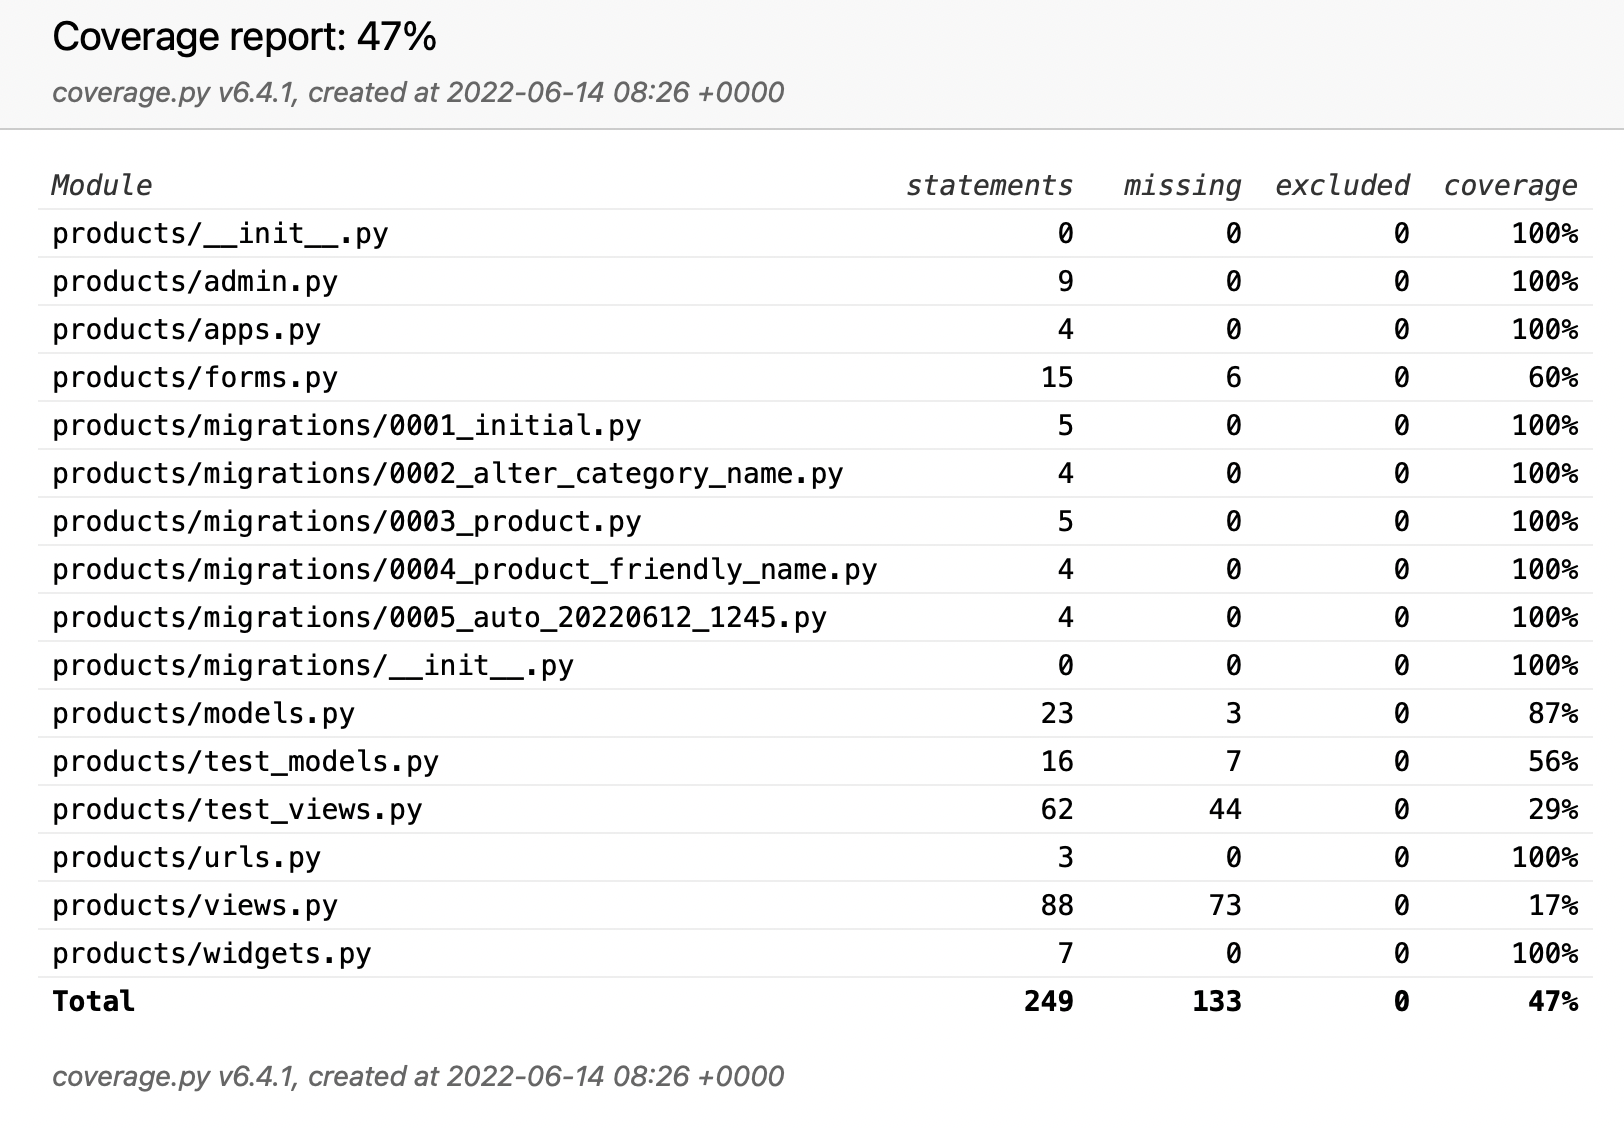 Coverage report: 47%
coverage.py v6.4.1, created at 2022-06-14 08:26 +0000
Module statements missing excluded coverage
products/__init__.py 0 0 0 100%
products/admin.py 9 0 0 100%
products/apps.py 4 0 0 100%
products/forms.py 15 6 0 60%
products/migrations/0001_initial.py 5 0 0 100%
products/migrations/0002_alter_category_name.py 4 0 0 100%
products/migrations/0003_product.py 5 0 0 100%
products/migrations/0004_product_friendly_name.py 4 0 0 100%
products/migrations/0005_auto_20220612_1245.py 4 0 0 100%
products/migrations/__init__.py 0 0 0 100%
products/models.py 23 3 0 87%
products/test_models.py 16 7 0 56%
products/test_views.py 62 44 0 29%
products/urls.py 3 0 0 100%
products/views.py 88 73 0 17%
products/widgets.py 7 0 0 100%
Total 249 133 0 47%
coverage.py v6.4.1, created at 2022-06-14 08:26 +0000